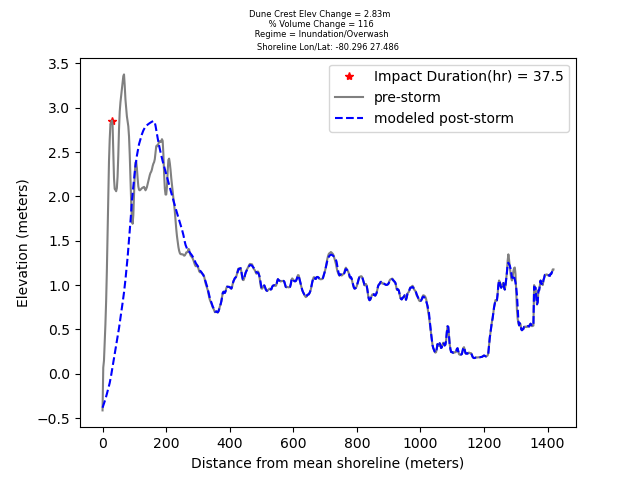 Dune Crest Elev Change = 2.83m
% Volume Change = 116
Regime = Inundation/Overwash
Shoreline Lon/Lat: -80.296 27.486
Impact Duration(hr) = 37.5
pre-storm
modeled post-storm
Elevation (meters)
3.5
3.0
2.5
2.0
1.5
1.0
0.5
0.0
−0.5
0 200 400 600 800 1000 1200 1400
Distance from mean shoreline (meters)